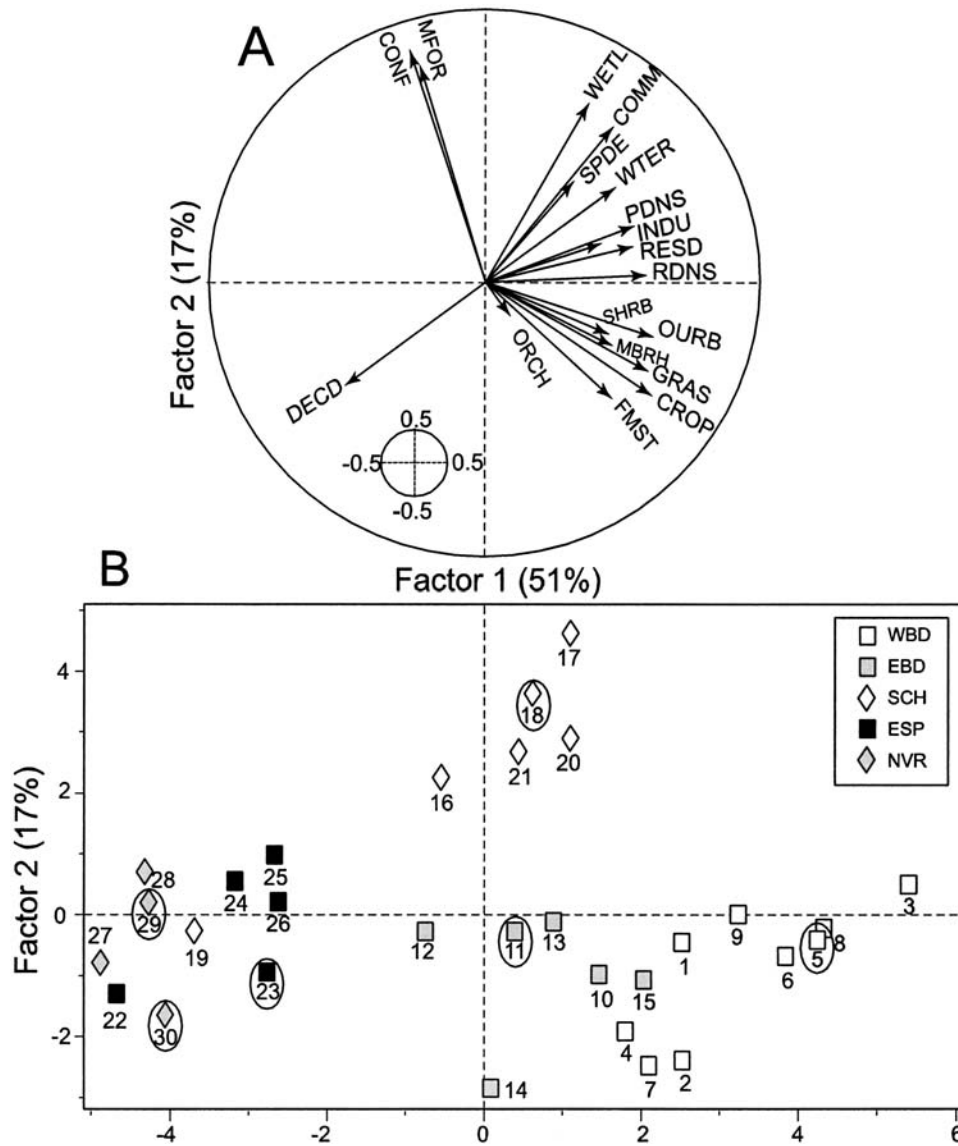 A
MFOR
CONF
WETL
COMM
SPDE
WTER
PDNS
INDU
RESD
RDNS
SHRB
OURB
MBRH
GRAS
CROP
ORCH
FMST
DECD
0.5
-0.5 0.5
-0.5
Factor 2 (17%)
Factor 1 (51%)
B
WBD
EBD
SCH
ESP
NVR
17
18
20
21
16
28
25
24
26
3
27
29
19
12
11
13
9
8
1
5
6
23
22
10
15
30
4
7
2
14
4
2
0
-2
Factor 2 (17%)
-4 -2 0 2 4 6